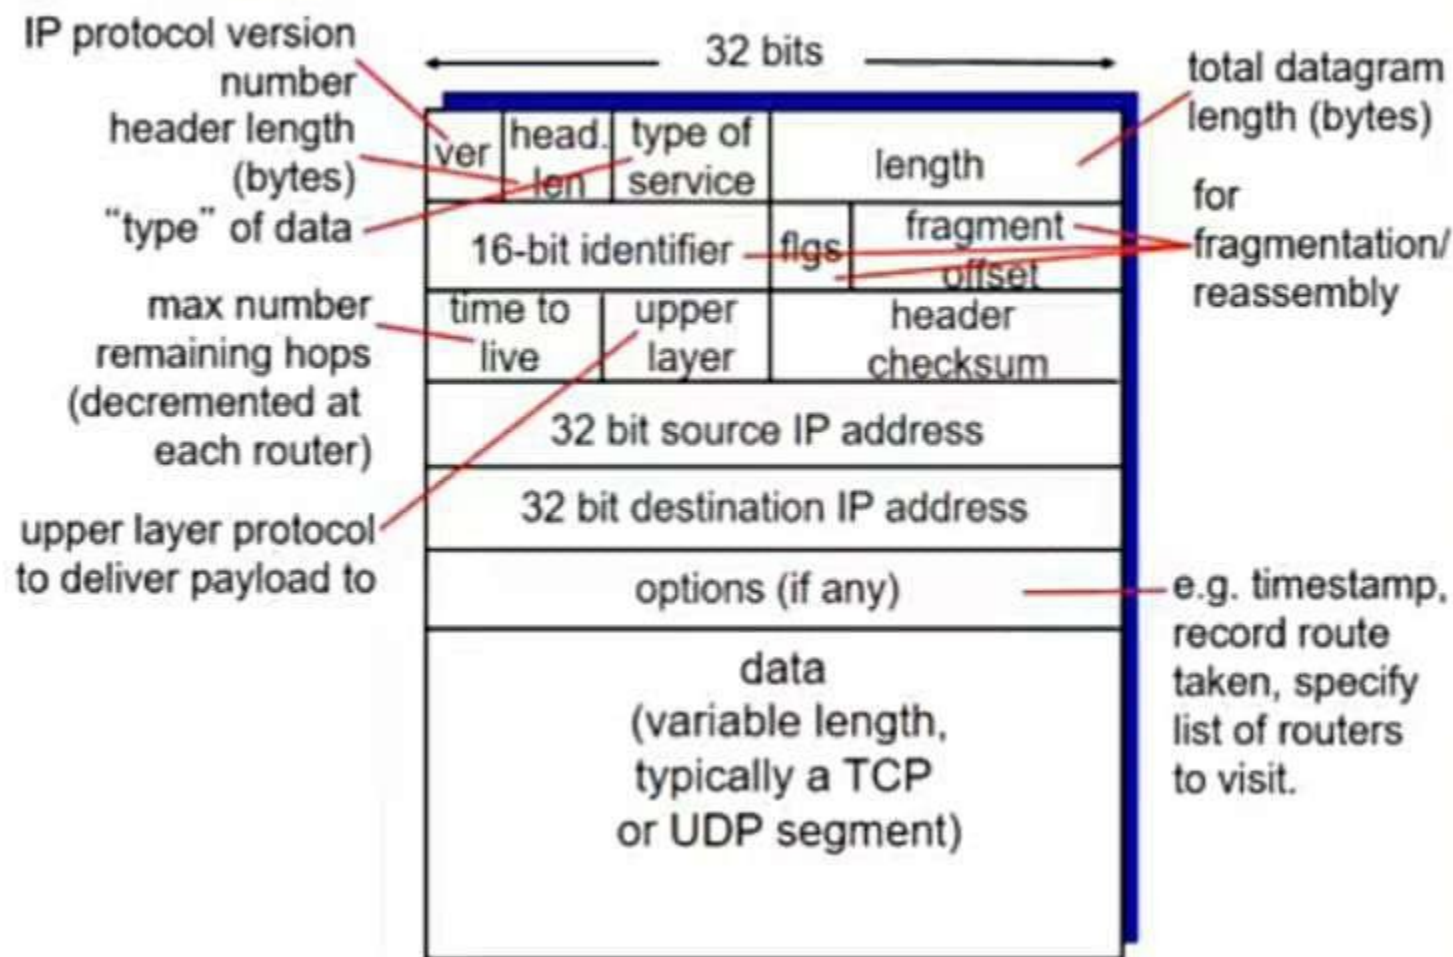 IP protocol version
number
header length
(bytes)
“type” of data
max number
remaining hops
(decremented at
each router)
upper layer protocol
to deliver payload to
32 bits
ver
head.
len
type of
service
length
16-bit identifier
flgs
fragment
offset
time to
live
upper
layer
header
checksum
32 bit source IP address
32 bit destination IP address
options (if any)
data
(variable length,
typically a TCP
or UDP segment)
total datagram
length (bytes)
for
fragmentation/
reassembly
e.g. timestamp,
record route
taken, specify
list of routers
to visit.